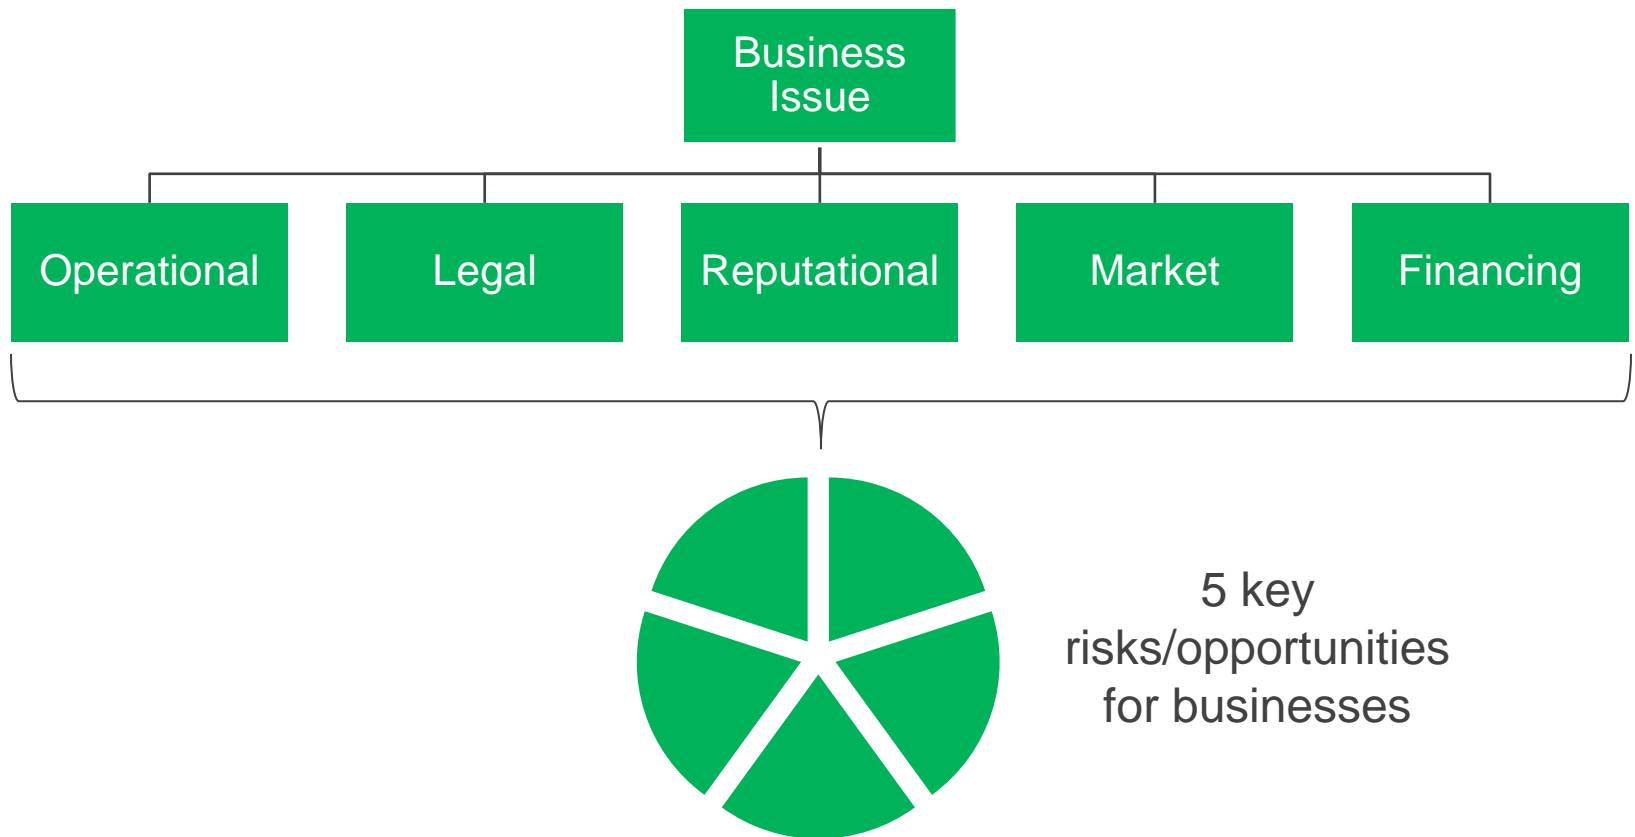 Business
Issue
Operational
Legal
Reputational
Market
Financing
5 key
risks/opportunities
for businesses